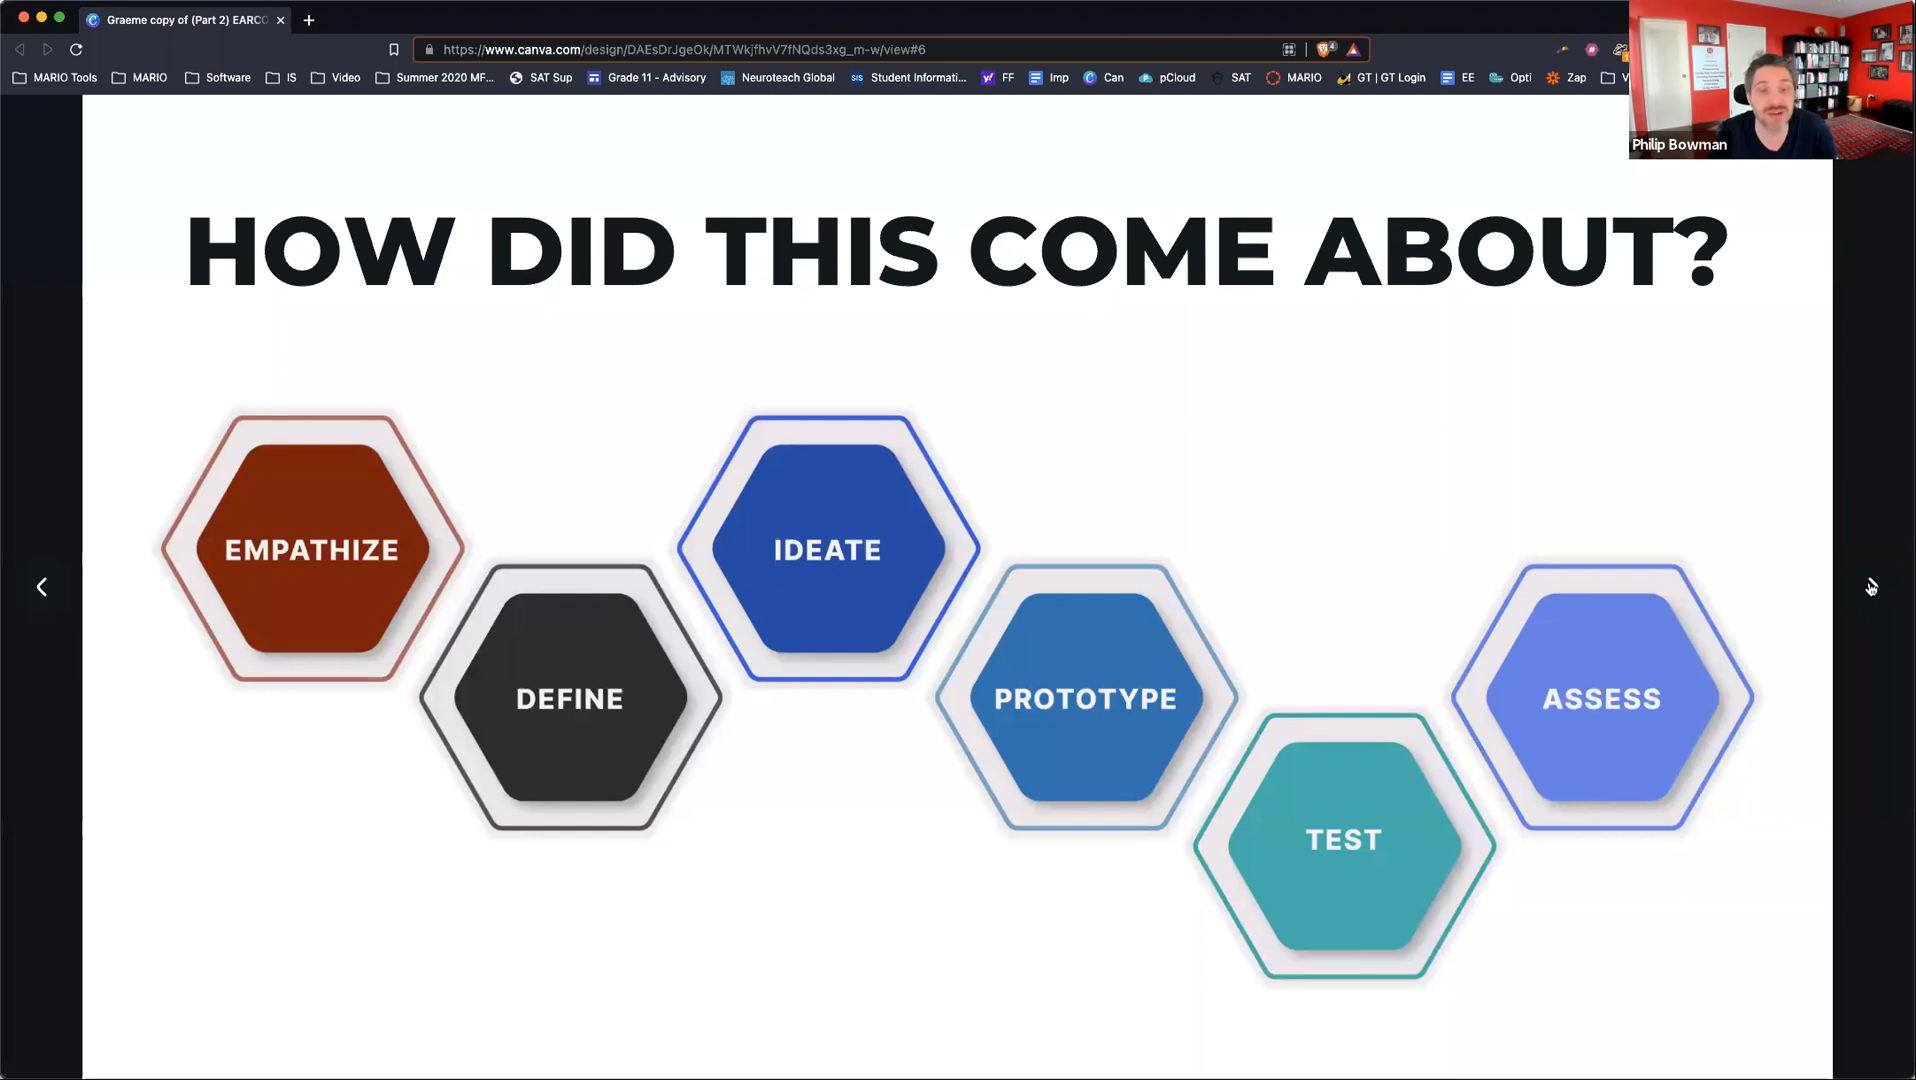 Graeme copy of (Part 2) EARCO
https://www.canva.com/design/DAEsDrJgeOk/MTWkjfhvV7fNQds3xg_m-w/view#6
4
MARIO Tools MARIO Software IS Video Summer 2020 MF... SAT Sup Grade 11 - Advisory Neuroteach Global SIS Student Informati... FF Imp Can pCloud SAT MARIO GT | GT Login EE Opti Zap V
Philip Bowman
HOW DID THIS COME ABOUT?
EMPATHIZE
DEFINE
IDEATE
PROTOTYPE
TEST
ASSESS